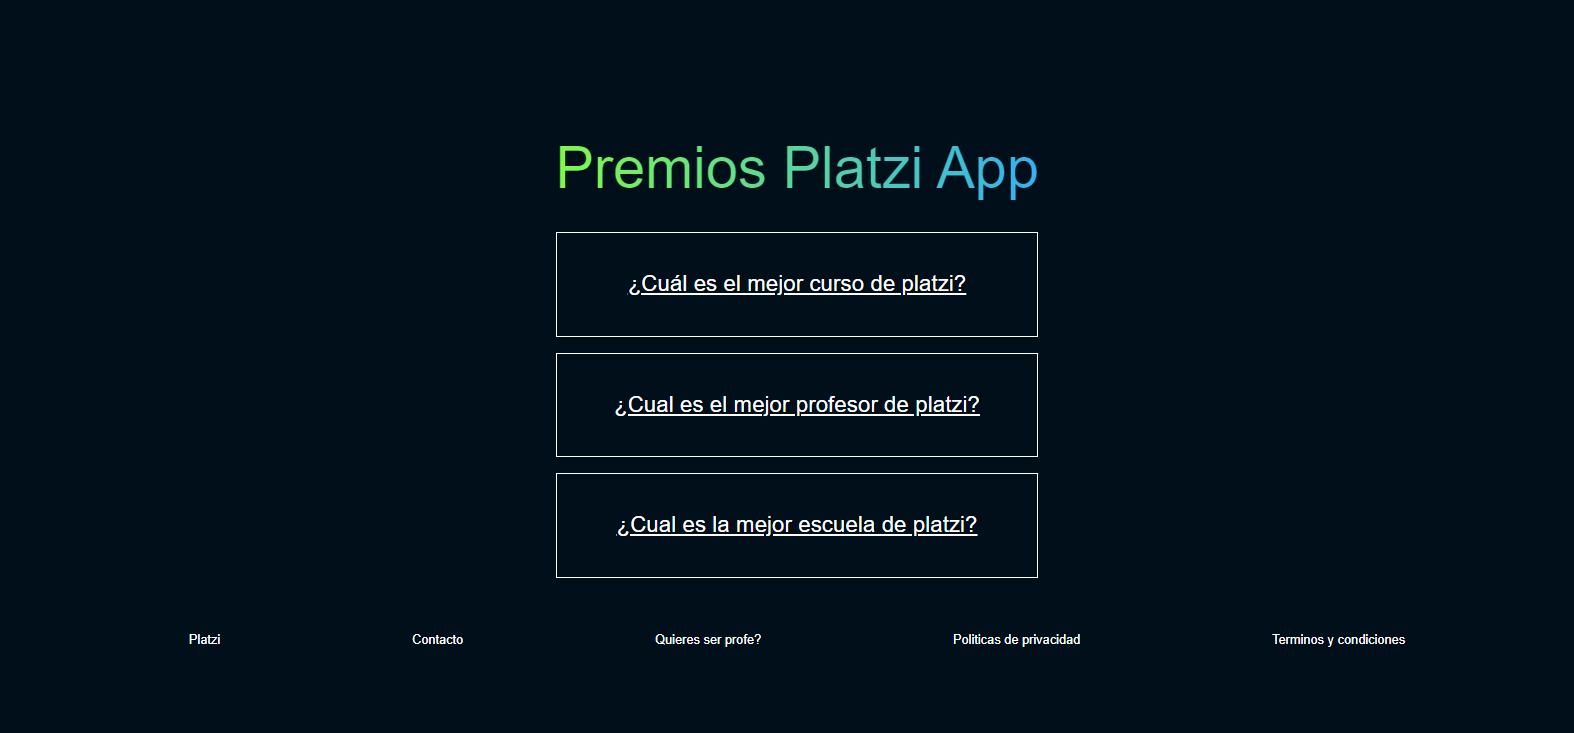 Premios Platzi App
¿Cuál es el mejor curso de platzi?
¿Cual es el mejor profesor de platzi?
¿Cual es la mejor escuela de platzi?
Platzi
Contacto
Quieres ser profe?
Politicas de privacidad
Terminos y condiciones